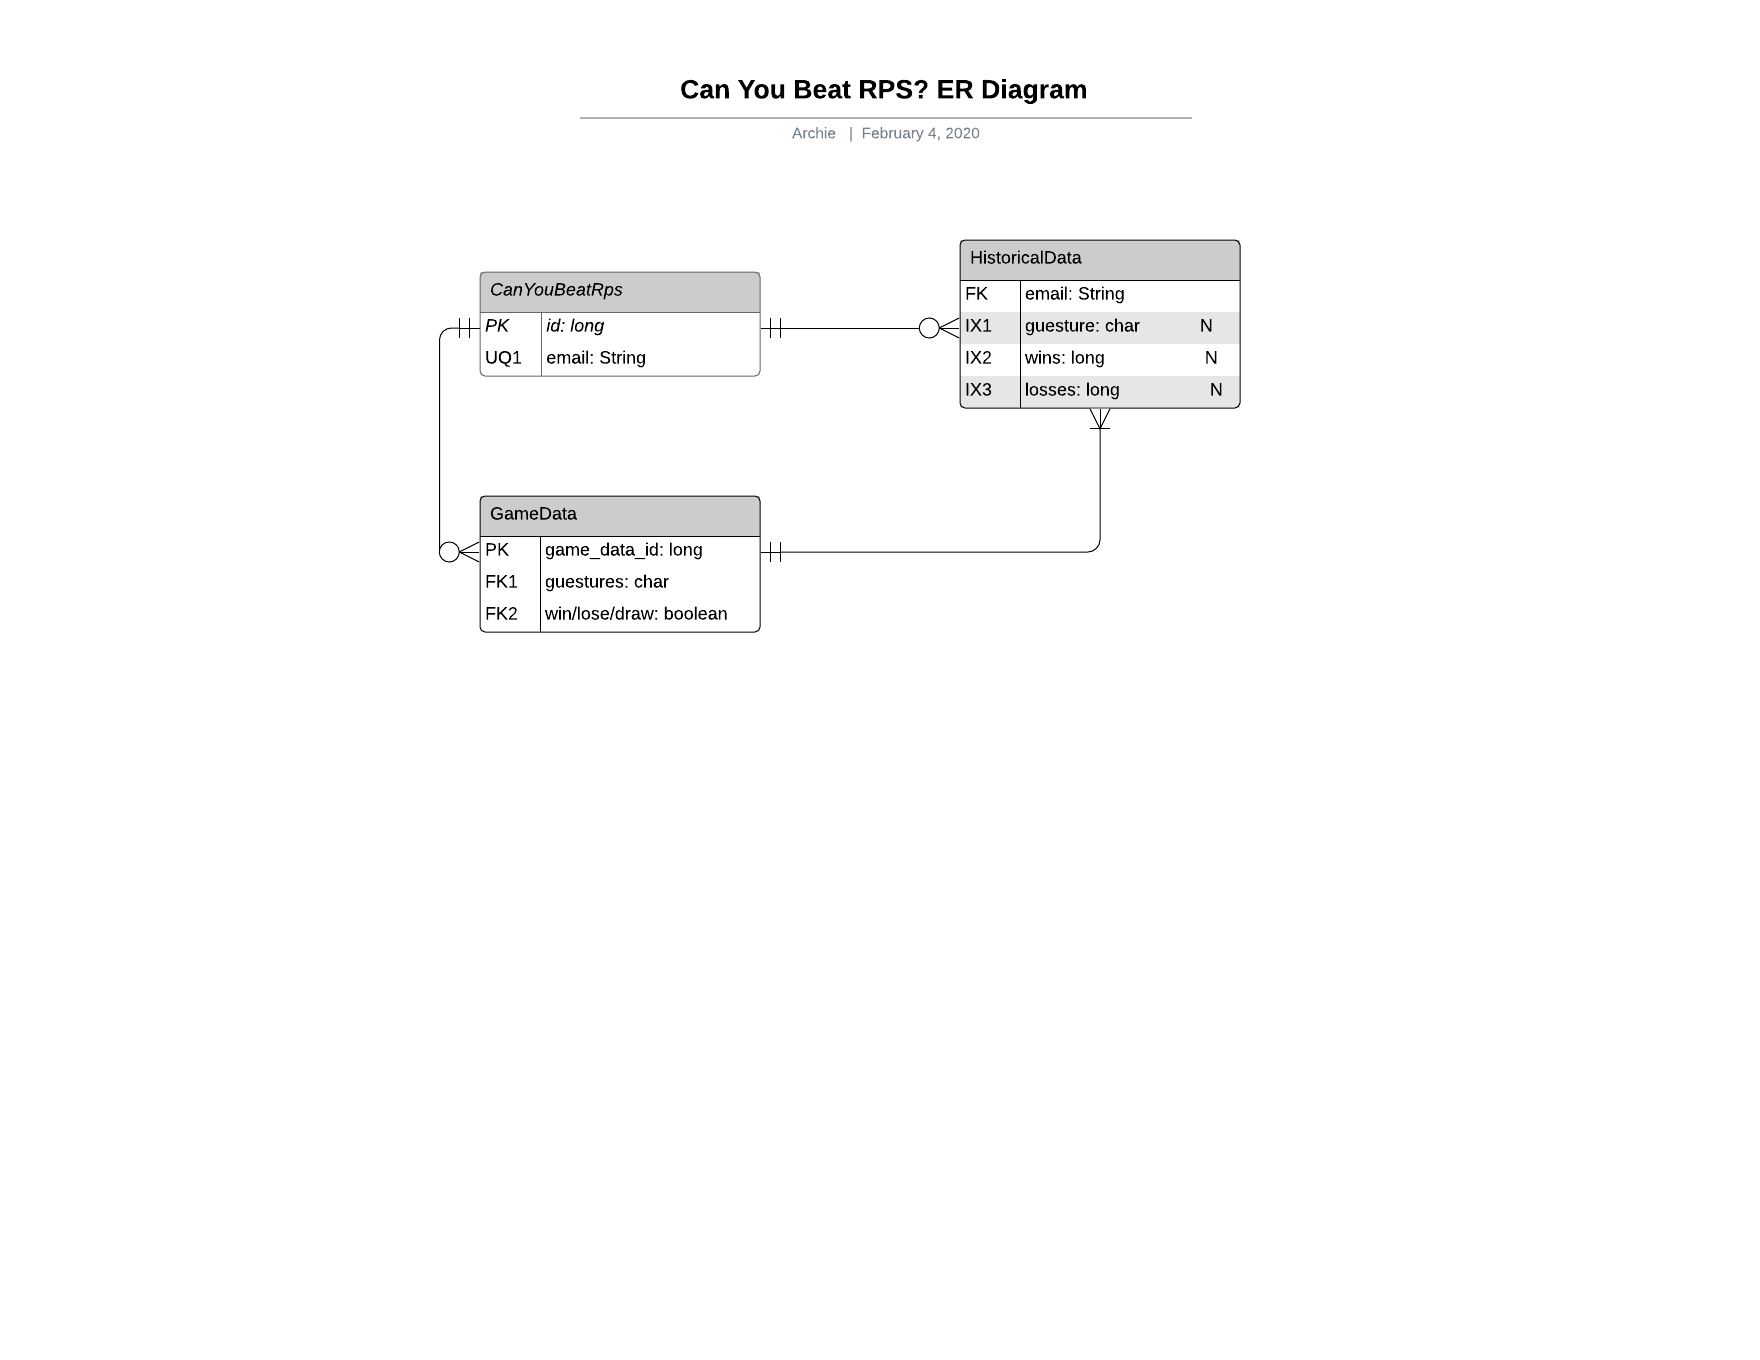 Can You Beat RPS? ER Diagram
Archie | February 4, 2020
CanYouBeatRps
PK id: long
UQ1 email: String
HistoricalData
FK email: String
IX1 guesture: char N
IX2 wins: long N
IX3 losses: long N
GameData
PK game_data_id: long
FK1 guestures: char
FK2 win/lose/draw: boolean